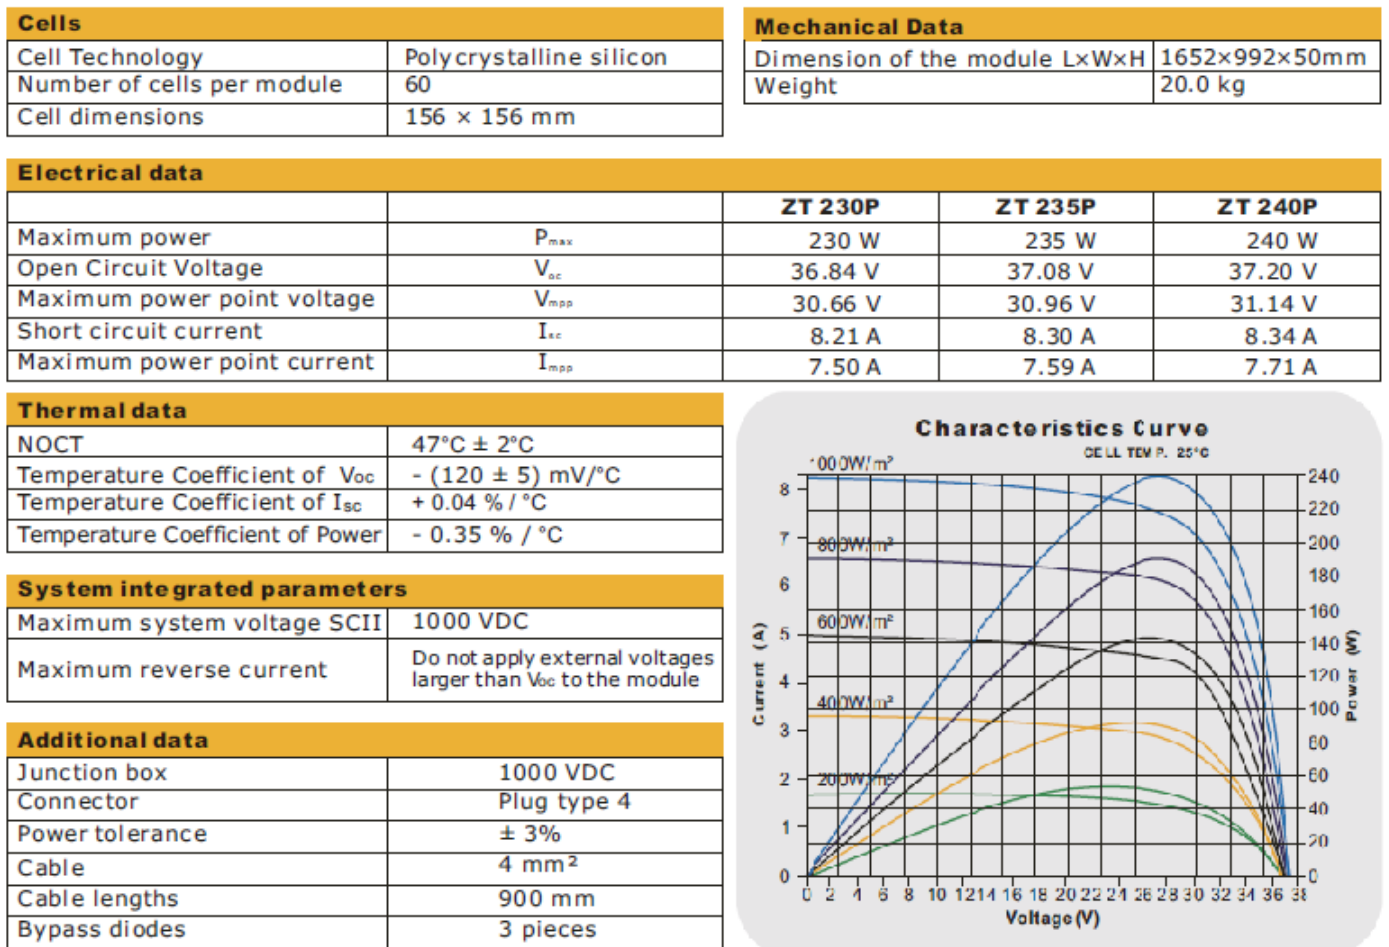 Cells
Cell Technology Polycrystalline silicon
Number of cells per module 60
Cell dimensions 156 × 156 mm
Mechanical Data
Dimension of the module L×W×H 1652×992×50mm
Weight 20.0 kg
Electrical data
ZT 230P ZT 235P ZT 240P
Maximum power Pmax 230 W 235 W 240 W
Open Circuit Voltage Voc 36.84 V 37.08 V 37.20 V
Maximum power point voltage Vmpp 30.66 V 30.96 V 31.14 V
Short circuit current Isc 8.21 A 8.30 A 8.34 A
Maximum power point current Impp 7.50 A 7.59 A 7.71 A
Thermal data
NOCT 47°C ± 2°C
Temperature Coefficient of Voc - (120 ± 5) mV/°C
Temperature Coefficient of Isc + 0.04 % / °C
Temperature Coefficient of Power - 0.35 % / °C
System integrated parameters
Maximum system voltage SCII 1000 VDC
Maximum reverse current Do not apply external voltages
larger than Voc to the module
Additional data
Junction box 1000 VDC
Connector Plug type 4
Power tolerance ± 3%
Cable 4 mm²
Cable lengths 900 mm
Bypass diodes 3 pieces
Characteristics Curve
CELL TEMP. 25°C
1000W/m²
800W/m²
600W/m²
400W/m²
200W/m²
8
7
6
5
4
3
2
1
0
Current (A)
240
220
200
180
160
140
120
100
80
60
40
20
0
Power (W)
0 2 4 6 8 10 12 14 16 18 20 22 24 26 28 30 32 34 36 38
Voltage (V)